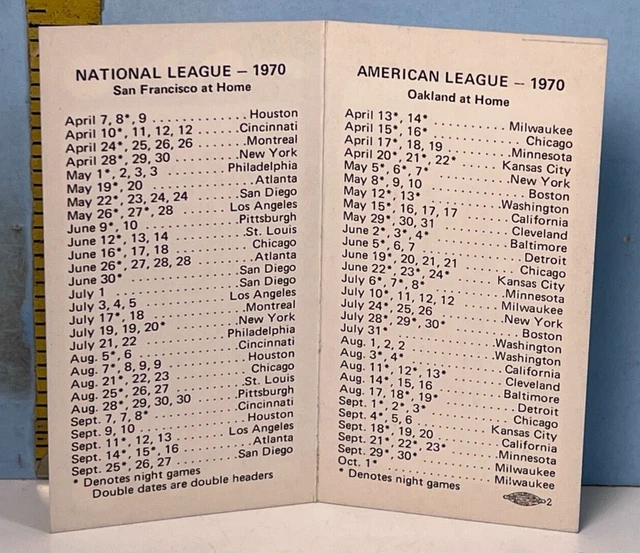 NATIONAL LEAGUE — 1970
San Francisco at Home
April 7, 8*, 9 .......... Houston
April 10*, 11, 12, 12 .......... Cincinnati
April 24*, 25, 26, 26 .......... Montreal
April 28*, 29, 30 .......... New York
May 1*, 2, 3, 3 .......... Philadelphia
May 19*, 20 .......... Atlanta
May 22*, 23, 24, 24 .......... San Diego
May 26*, 27*, 28 .......... Los Angeles
June 9*, 10 .......... Pittsburgh
June 12*, 13, 14 .......... St. Louis
June 16*, 17, 18 .......... Chicago
June 26*, 27, 28, 28 .......... Atlanta
June 30* .......... San Diego
July 1 .......... San Diego
July 3, 4, 5 .......... Los Angeles
July 17*, 18 .......... Montreal
July 19, 19, 20* .......... New York
July 21, 22 .......... Philadelphia
Aug. 5*, 6 .......... Cincinnati
Aug. 7*, 8, 9, 9 .......... Houston
Aug. 21*, 22, 23 .......... Chicago
Aug. 25*, 26, 27 .......... St. Louis
Aug. 28*, 29, 30, 30 .......... Pittsburgh
Sept. 7, 7, 8* .......... Cincinnati
Sept. 9, 10 .......... Houston
Sept. 11*, 12, 13 .......... Los Angeles
Sept. 14*, 15*, 16 .......... Atlanta
Sept. 25*, 26, 27 .......... San Diego
* Denotes night games
Double dates are double headers
AMERICAN LEAGUE — 1970
Oakland at Home
April 13*, 14* .......... Milwaukee
April 15*, 16* .......... Chicago
April 17*, 18, 19 .......... Minnesota
April 20*, 21*, 22* .......... Kansas City
May 5*, 6*, 7* .......... New York
May 8*, 9, 10 .......... Boston
May 12*, 13* .......... Washington
May 15*, 16, 17, 17 .......... California
May 29*, 30, 31 .......... Cleveland
June 2*, 3*, 4* .......... Baltimore
June 5*, 6, 7 .......... Detroit
June 19*, 20, 21, 21 .......... Chicago
June 22*, 23*, 24* .......... Kansas City
July 6*, 7*, 8* .......... Minnesota
July 10*, 11, 12, 12 .......... Milwaukee
July 24*, 25, 26 .......... New York
July 28*, 29*, 30* .......... Boston
July 31* .......... Washington
Aug. 1, 2, 2 .......... Washington
Aug. 3*, 4* .......... California
Aug. 11*, 12*, 13* .......... Cleveland
Aug. 14*, 15, 16 .......... Baltimore
Aug. 17, 18*, 19* .......... Detroit
Sept. 1*, 2*, 3* .......... Chicago
Sept. 4*, 5, 6 .......... Kansas City
Sept. 18*, 19, 20 .......... California
Sept. 21*, 22*, 23* .......... Minnesota
Sept. 29*, 30* .......... Milwaukee
Oct. 1* .......... Milwaukee
* Denotes night games
2